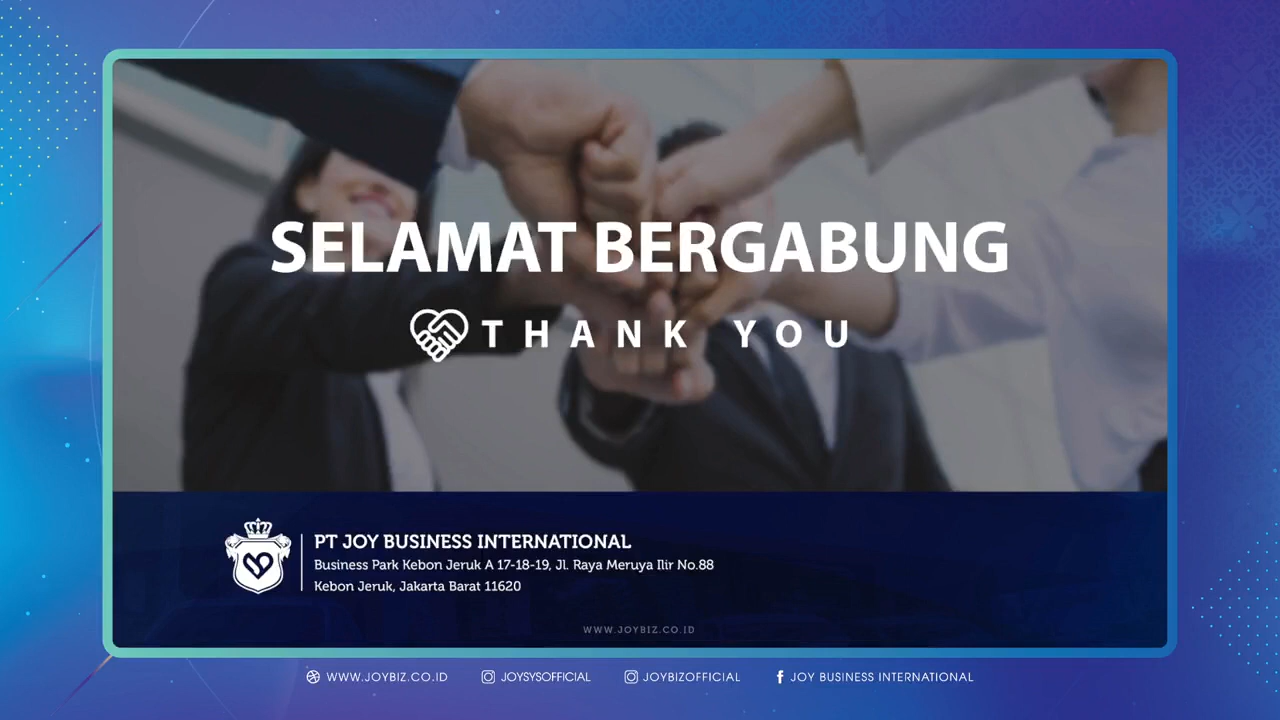 SELAMAT BERGABUNG
THANK YOU
PT JOY BUSINESS INTERNATIONAL
Business Park Kebon Jeruk A 17-18-19, Jl. Raya Meruya Ilir No.88
Kebon Jeruk, Jakarta Barat 11620
WWW.JOYBIZ.CO.ID
WWW.JOYBIZ.CO.ID JOYSYSOFFICIAL JOYBIZOFFICIAL JOY BUSINESS INTERNATIONAL